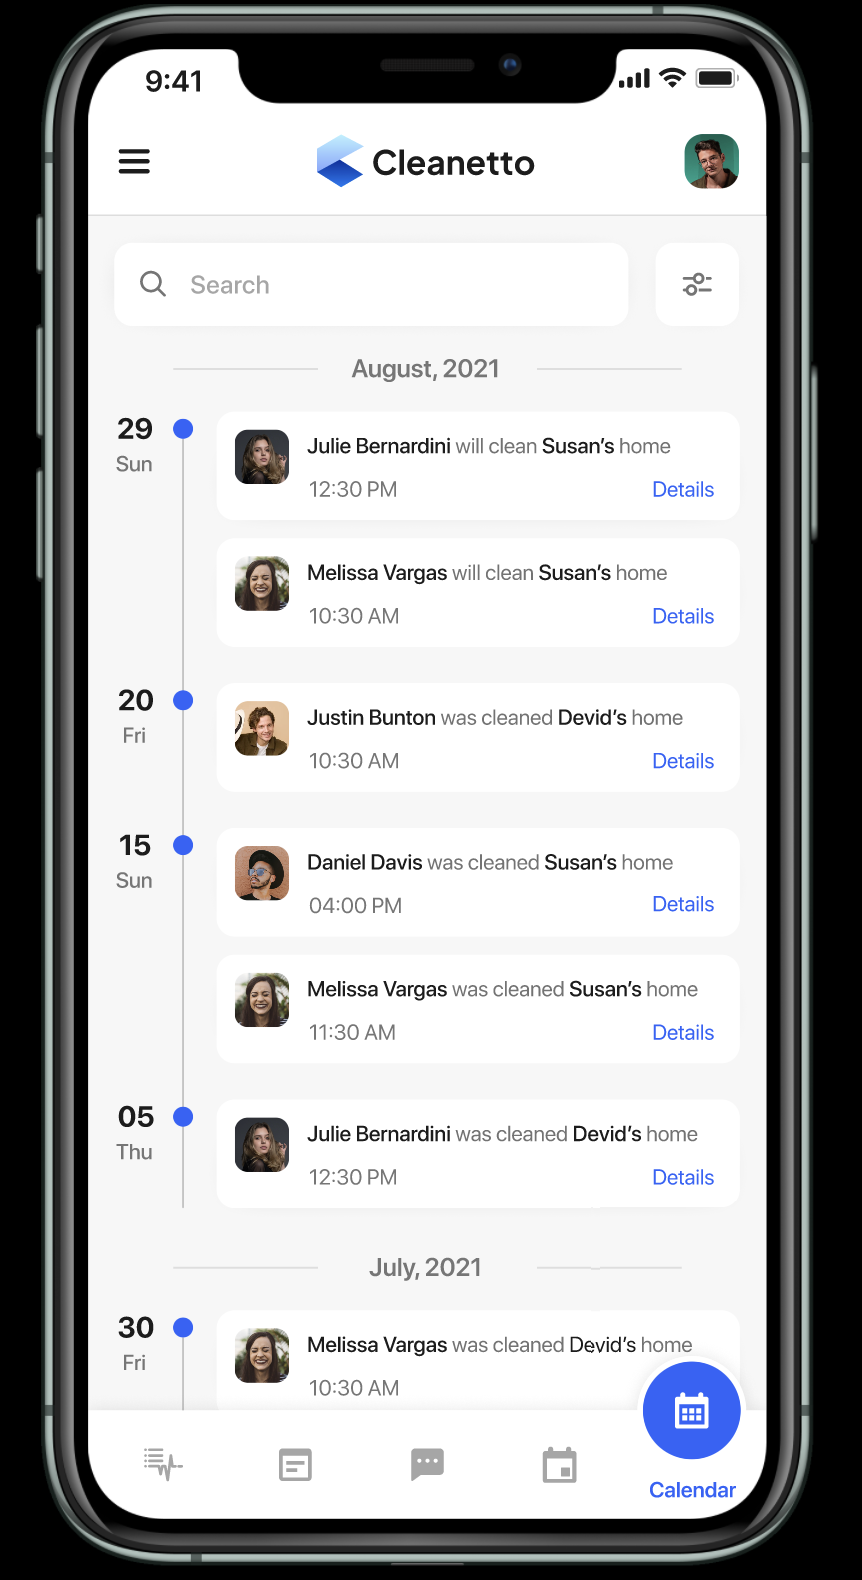 9:41
Cleanetto
Search
August, 2021
29
Sun
Julie Bernardini will clean Susan's home
12:30 PM
Details
Melissa Vargas will clean Susan's home
10:30 AM
Details
20
Fri
Justin Bunton was cleaned Devid's home
10:30 AM
Details
15
Sun
Daniel Davis was cleaned Susan's home
04:00 PM
Details
Melissa Vargas was cleaned Susan's home
11:30 AM
Details
05
Thu
Julie Bernardini was cleaned Devid's home
12:30 PM
Details
July, 2021
30
Fri
Melissa Vargas was cleaned Devid's home
10:30 AM
Calendar